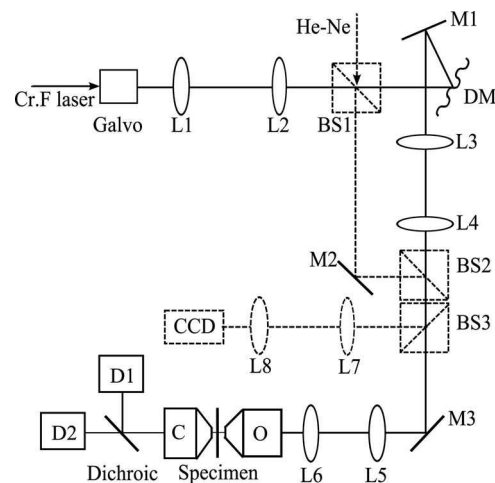 He-Ne
M1
Cr.F laser
Galvo
L1
L2
BS1
DM
L3
L4
M2
BS2
BS3
CCD
L8
L7
D1
D2
C
O
M3
Dichroic
Specimen
L6
L5